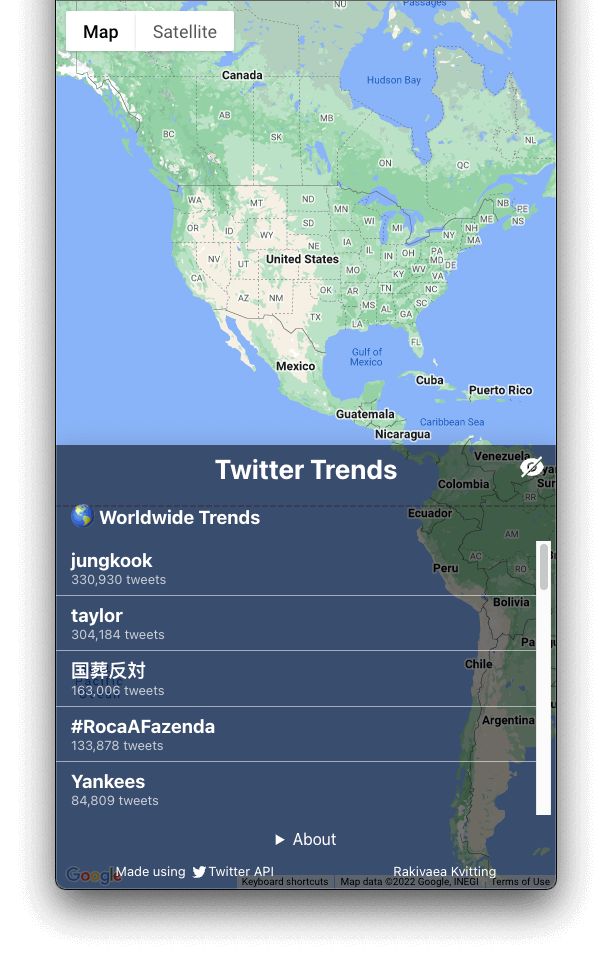 NU
Passages
Map
Satellite
Canada
Hudson Bay
AB
MB
BC
SK
NL
ON
QC
WA
MT
ND
MN
NB
PE
NS
OR
ID
SD
WI
MI
ME
NH
NY
MA
WY
NE
IA
IL
IN
OH
PA
MD
DE
NV
UT
United States
MO
KY
WV
VA
CA
AZ
NM
OK
AR
TN
NC
SC
TX
LA
MS
AL
GA
FL
Gulf of
Mexico
Mexico
Cuba
Puerto Rico
Guatemala
Caribbean Sea
Nicaragua
Venezuela
Twitter Trends
Colombia
RR
Ecuador
🌏 Worldwide Trends
AM
jungkook
330,930 tweets
AC
RO
Peru
taylor
304,184 tweets
Bolivia
国葬反対
163,006 tweets
Chile
#RocaAFazenda
133,878 tweets
Argentina
Yankees
84,809 tweets
▶ About
Google
Made using Twitter API
Rakivaea Kvitting
Keyboard shortcuts
Map data ©2022 Google, INEGI
Terms of Use